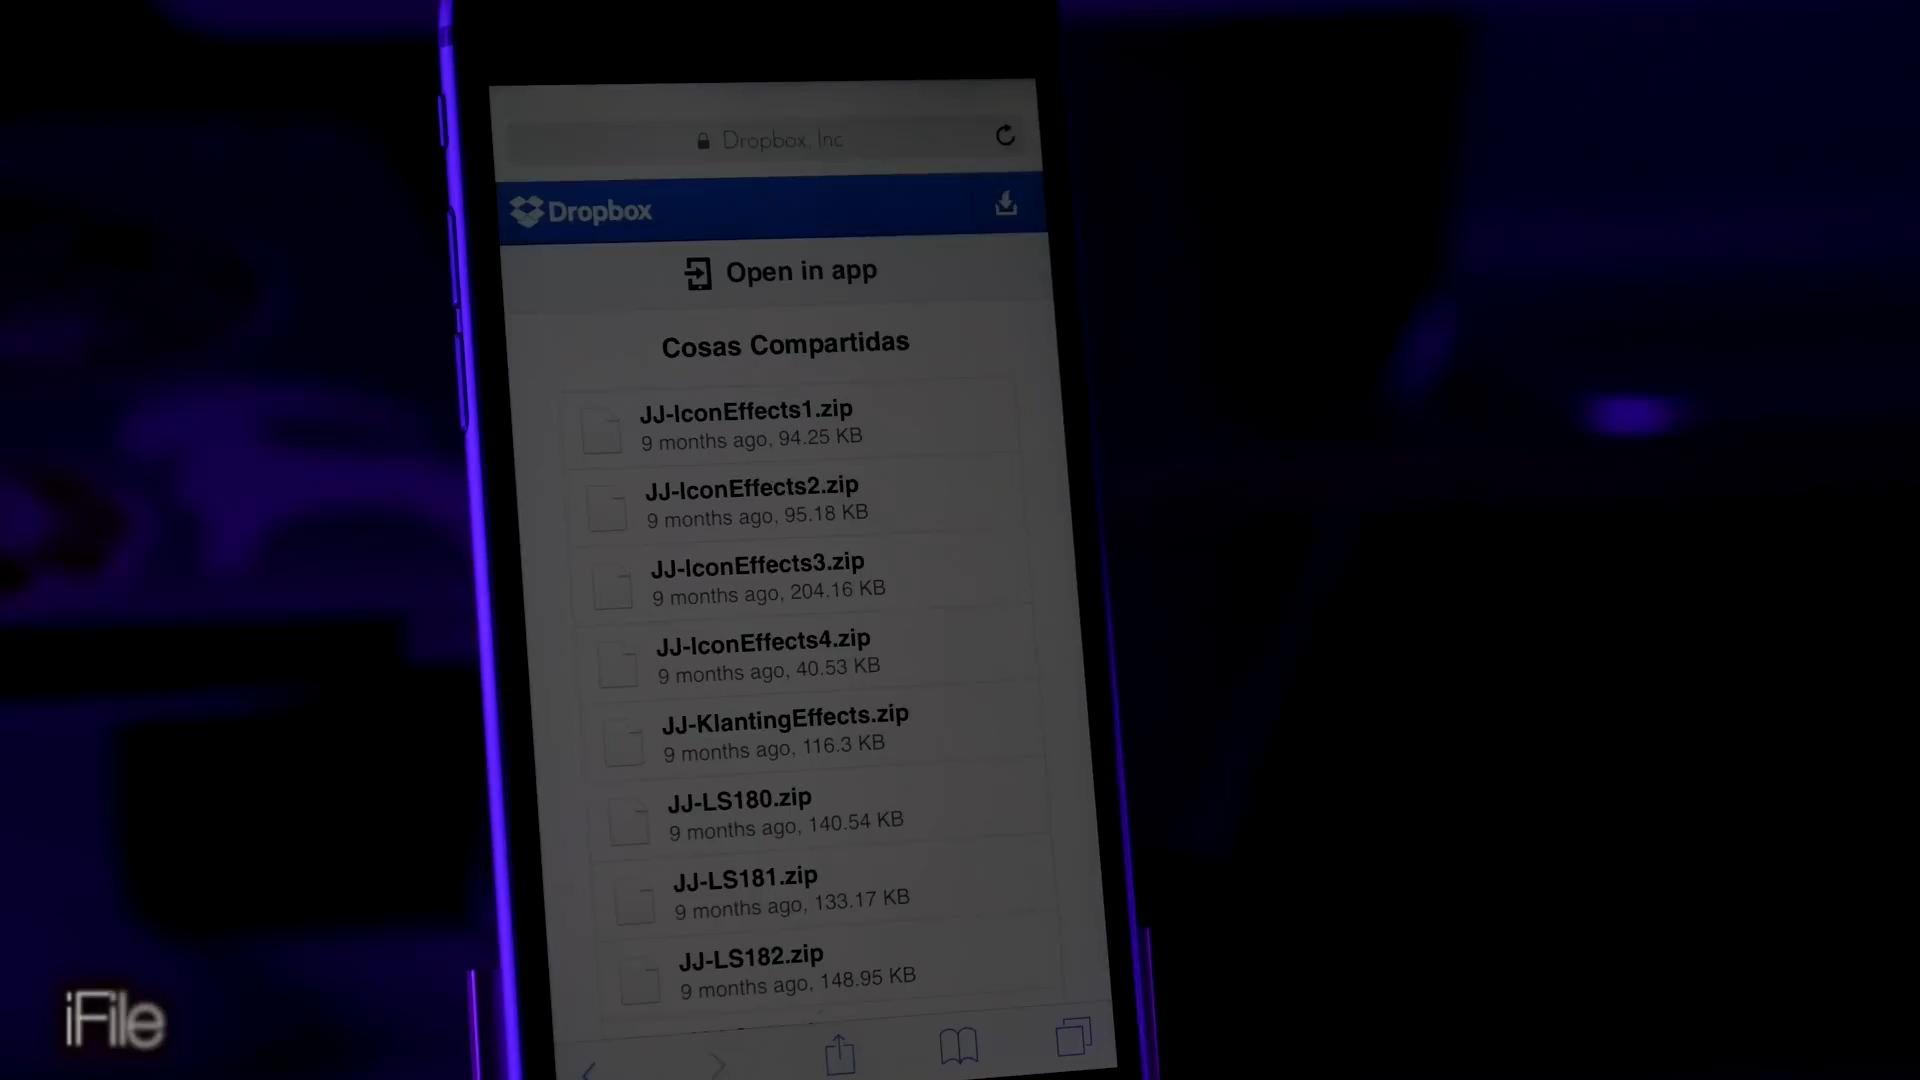 Dropbox, Inc
Dropbox
Open in app
Cosas Compartidas
JJ-IconEffects1.zip
9 months ago, 94.25 KB
JJ-IconEffects2.zip
9 months ago, 95.18 KB
JJ-IconEffects3.zip
9 months ago, 204.16 KB
JJ-IconEffects4.zip
9 months ago, 40.53 KB
JJ-KlantingEffects.zip
9 months ago, 116.3 KB
JJ-LS180.zip
9 months ago, 140.54 KB
JJ-LS181.zip
9 months ago, 133.17 KB
JJ-LS182.zip
9 months ago, 148.95 KB
iFile